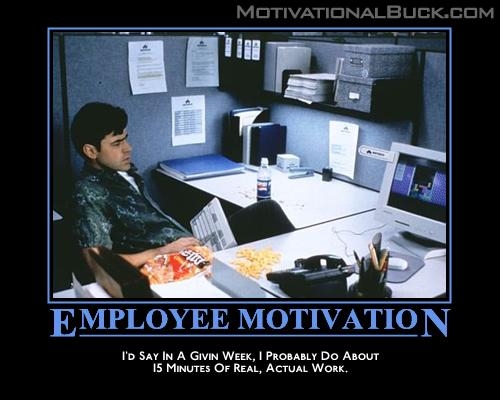 MotivationalBuck.com
Employee Motivation
I'd Say In A Givin Week, I Probably Do About
15 Minutes Of Real, Actual Work.